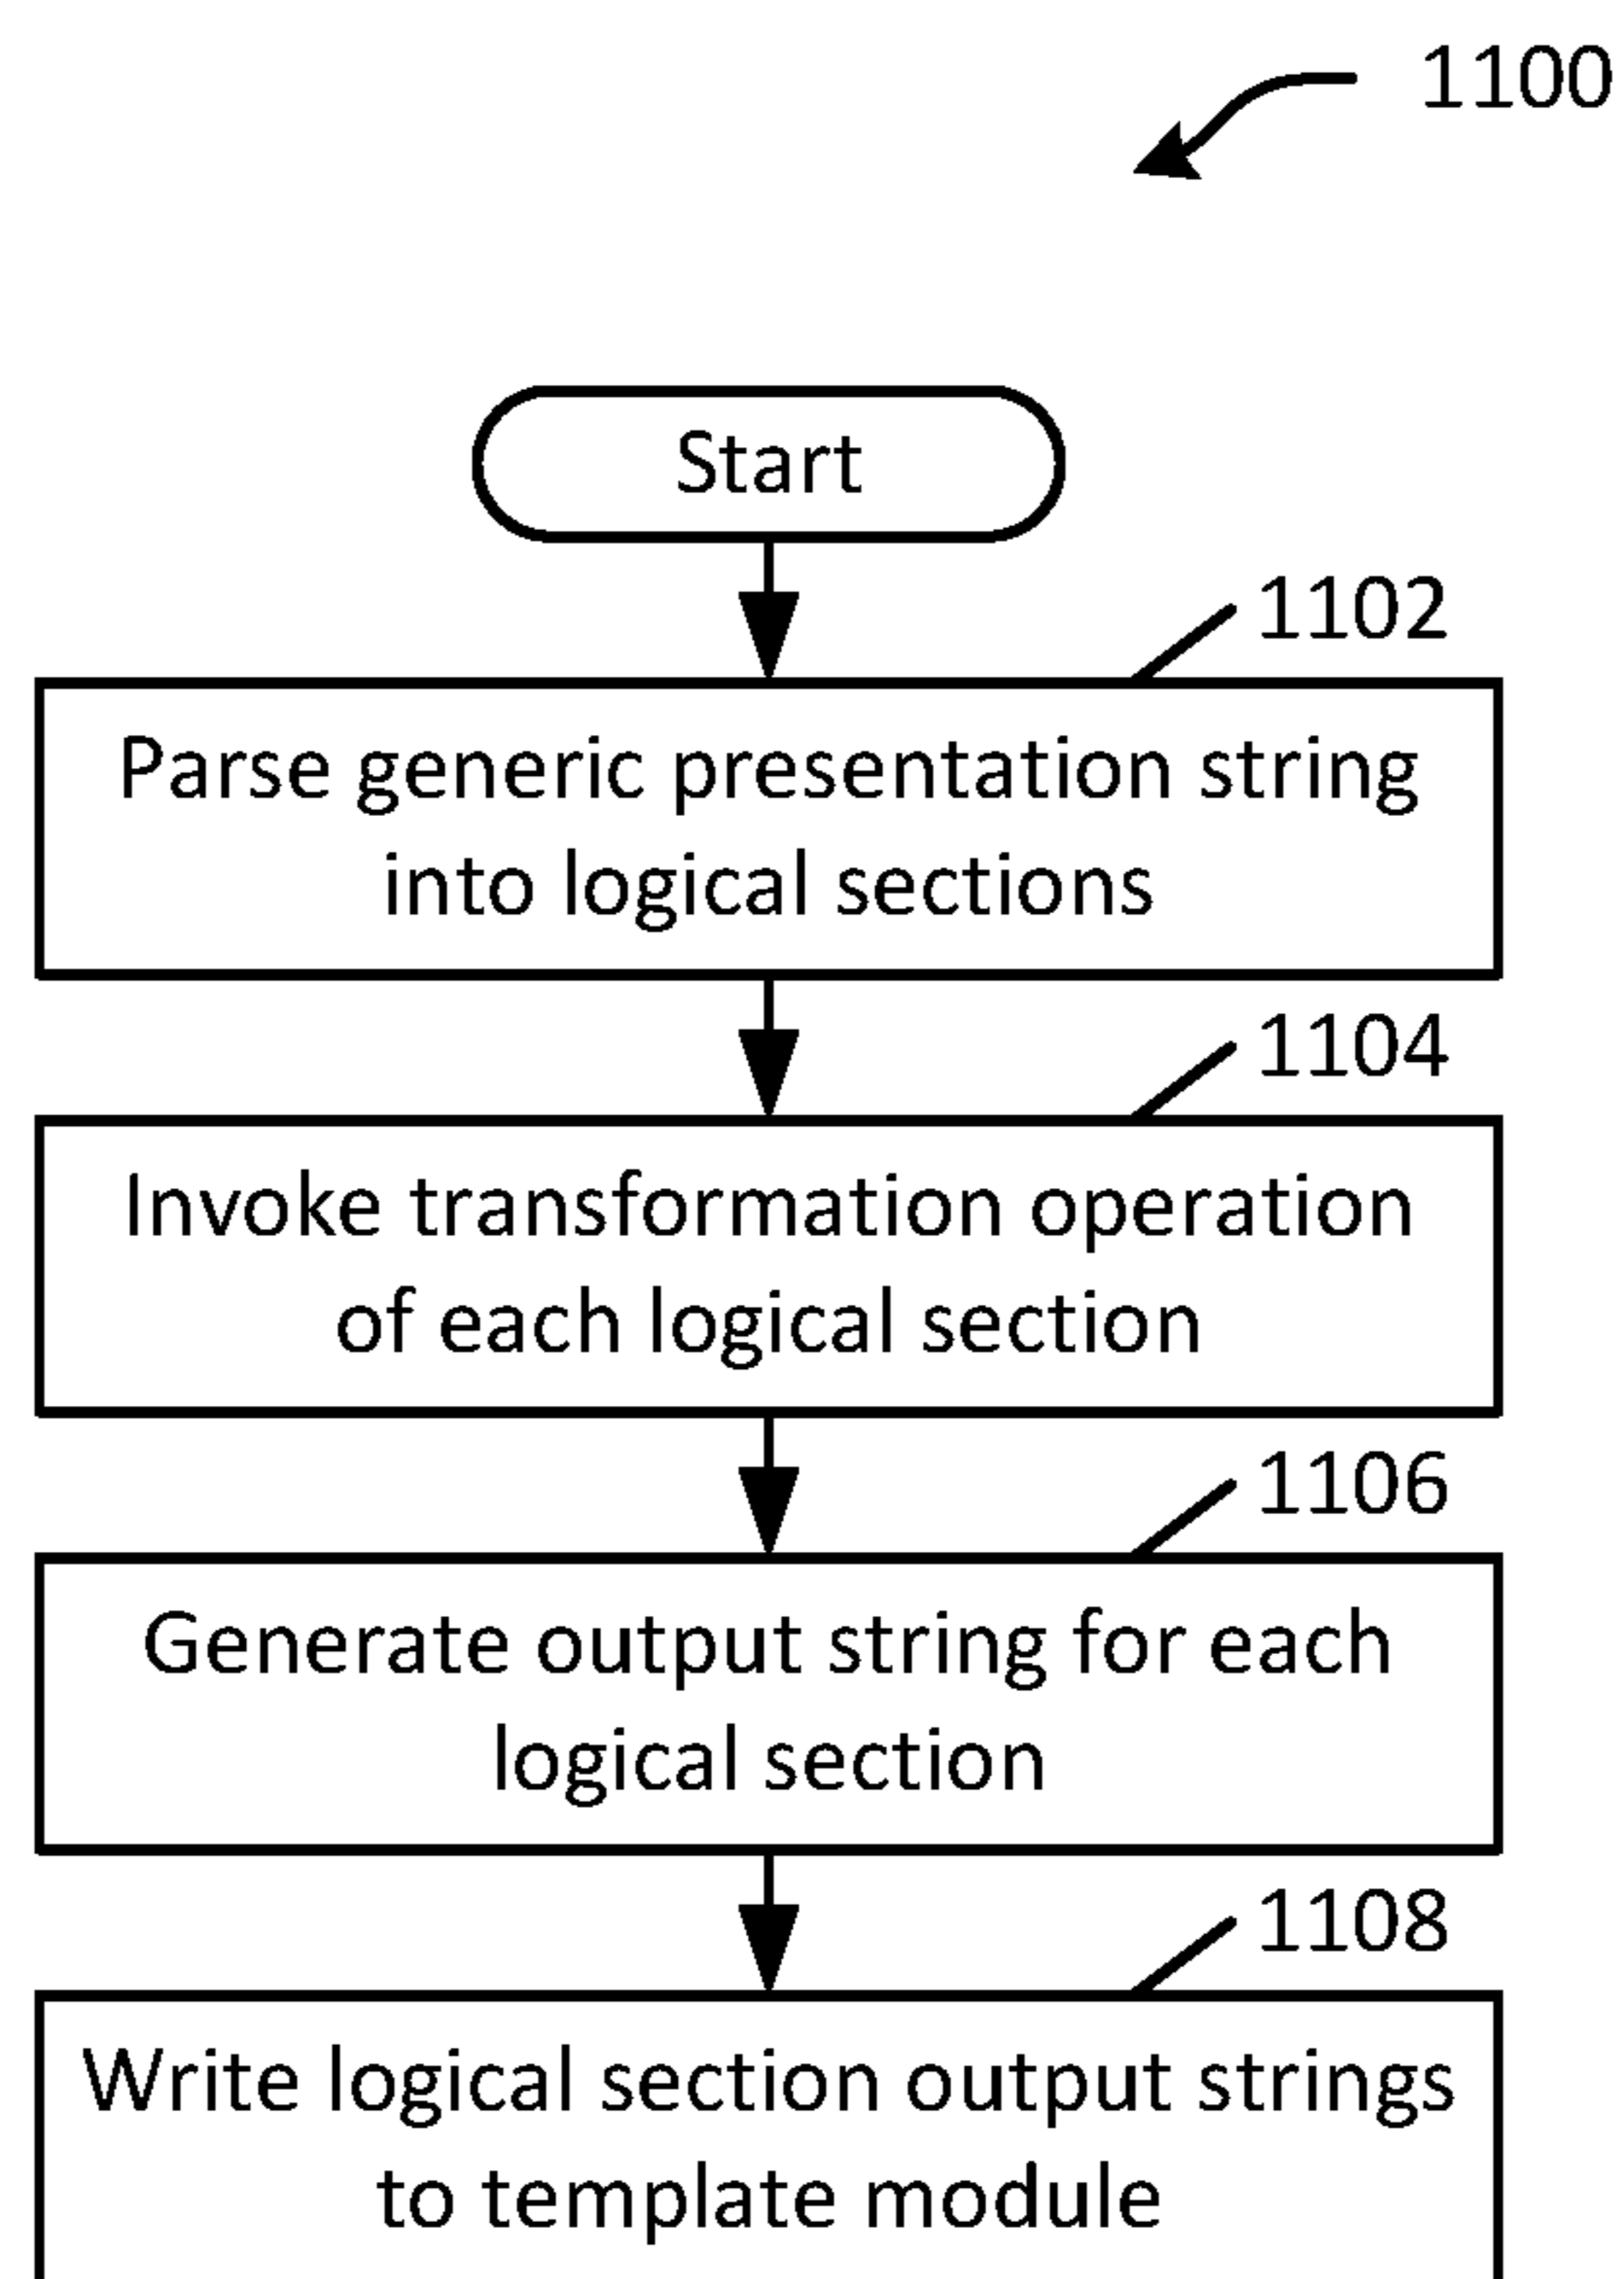 1100
Start
1102
Parse generic presentation string
into logical sections
1104
Invoke transformation operation
of each logical section
1106
Generate output string for each
logical section
1108
Write logical section output strings
to template module